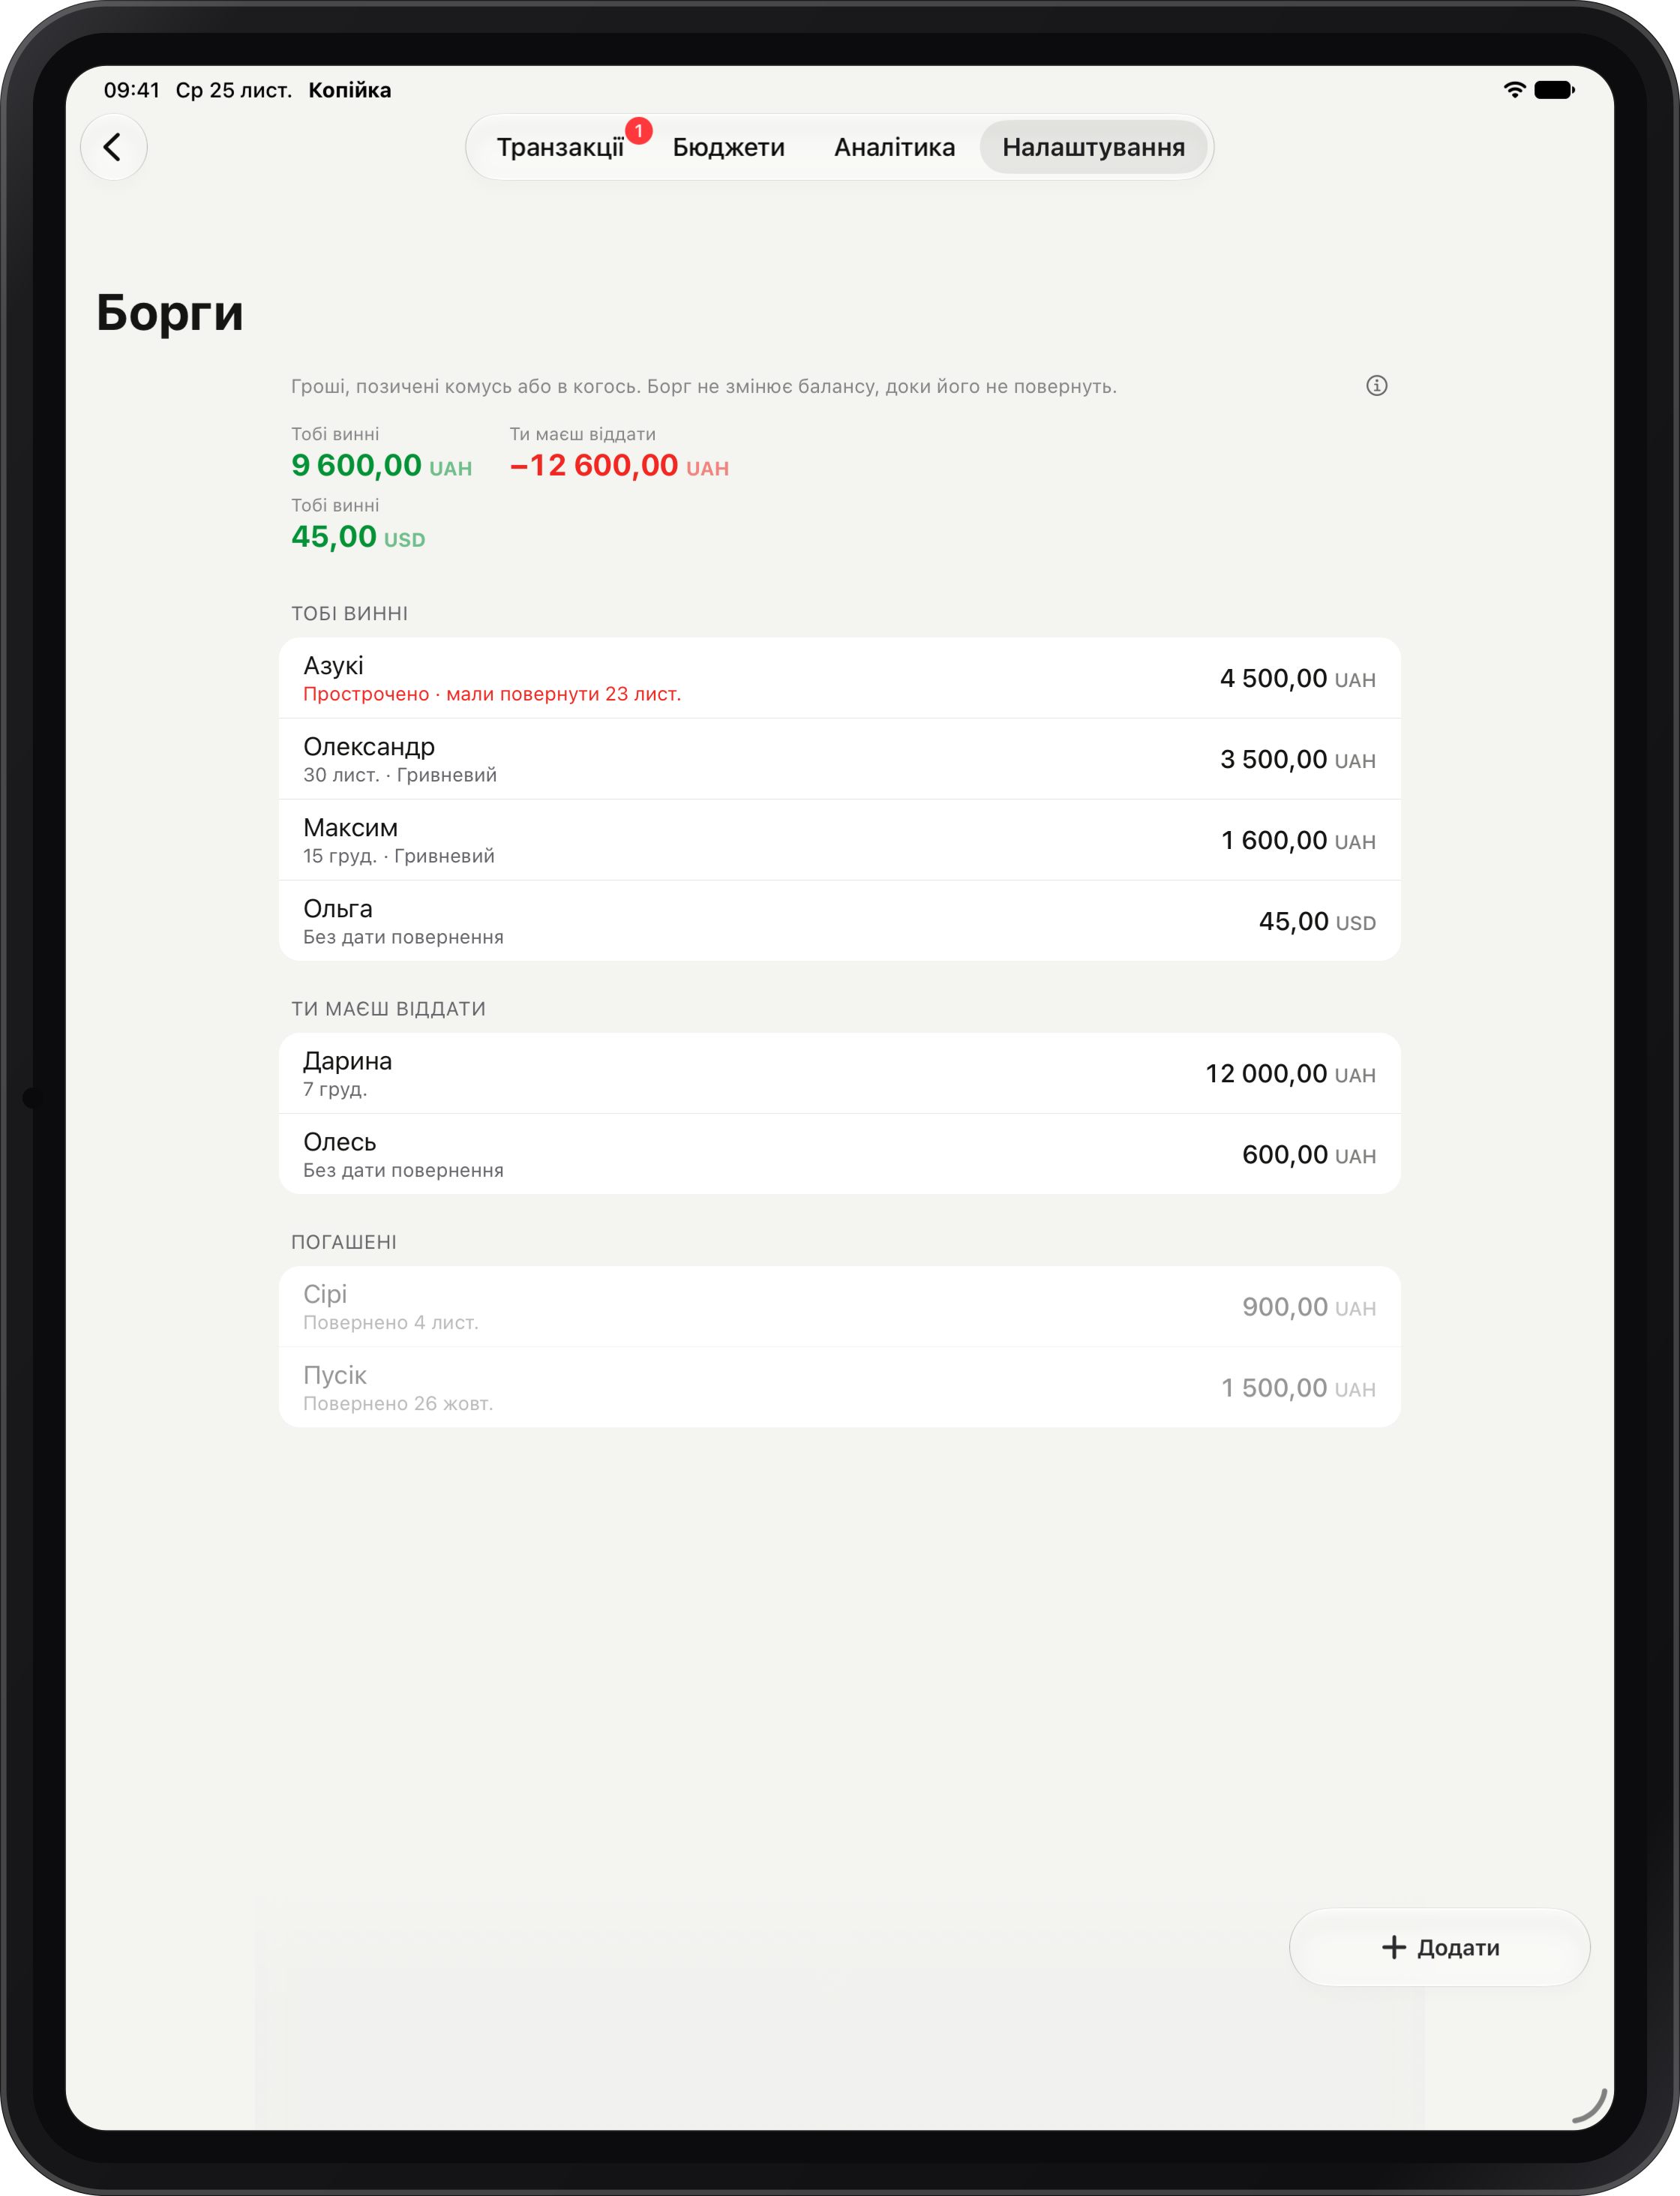 09:41 Ср 25 лист. Копійка
Транзакції 1 Бюджети Аналітика Налаштування
Борги
Гроші, позичені комусь або в когось. Борг не змінює балансу, доки його не повернуть.
Тобі винні Ти маєш віддати
9 600,00 UAH −12 600,00 UAH
Тобі винні
45,00 USD
ТОБІ ВИННІ
Азукі
Прострочено · мали повернути 23 лист.
4 500,00 UAH
Олександр
30 лист. · Гривневий
3 500,00 UAH
Максим
15 груд. · Гривневий
1 600,00 UAH
Ольга
Без дати повернення
45,00 USD
ТИ МАЄШ ВІДДАТИ
Дарина
7 груд.
12 000,00 UAH
Олесь
Без дати повернення
600,00 UAH
ПОГАШЕНІ
Сірі
Повернено 4 лист.
900,00 UAH
Пусік
Повернено 26 жовт.
1 500,00 UAH
Додати